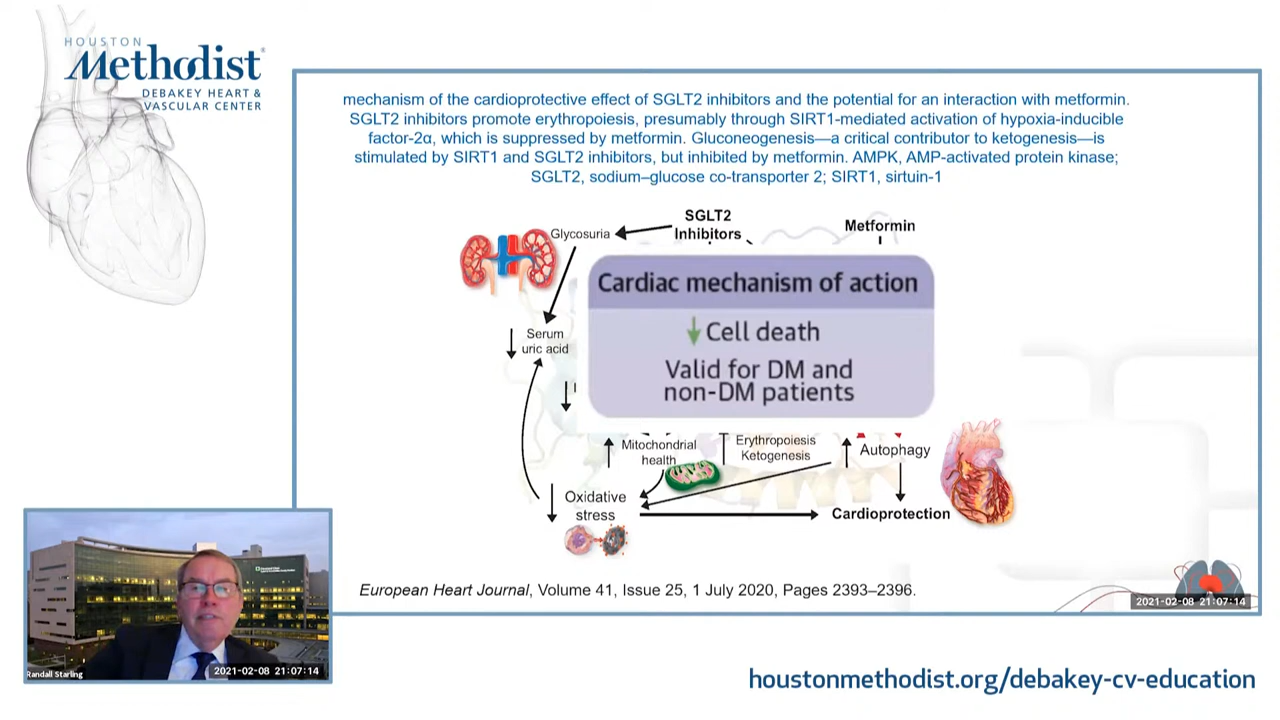 HOUSTON
Methodist
DEBAKEY HEART &
VASCULAR CENTER
mechanism of the cardioprotective effect of SGLT2 inhibitors and the potential for an interaction with metformin.
SGLT2 inhibitors promote erythropoiesis, presumably through SIRT1-mediated activation of hypoxia-inducible
factor-2α, which is suppressed by metformin. Gluconeogenesis—a critical contributor to ketogenesis—is
stimulated by SIRT1 and SGLT2 inhibitors, but inhibited by metformin. AMPK, AMP-activated protein kinase;
SGLT2, sodium–glucose co-transporter 2; SIRT1, sirtuin-1
SGLT2
Inhibitors
Metformin
Glycosuria
Cardiac mechanism of action
↓ Cell death
Valid for DM and
non-DM patients
Serum
uric acid
Mitochondrial
health
Erythropoiesis
Ketogenesis
Autophagy
Oxidative
stress
Cardioprotection
European Heart Journal, Volume 41, Issue 25, 1 July 2020, Pages 2393–2396.
2021-02-08 21:07:14
Randall Starling
2021-02-08 21:07:14
houstonmethodist.org/debakey-cv-education